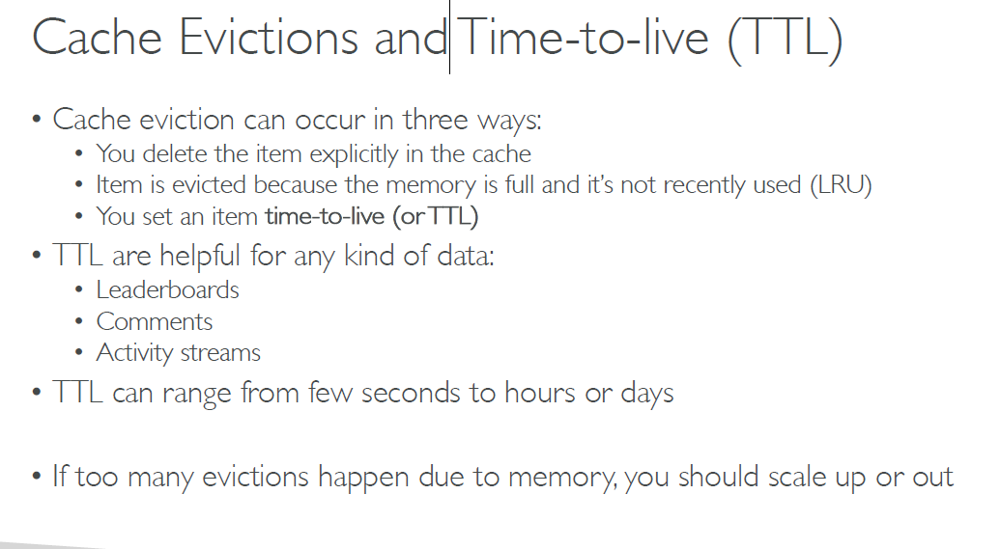 Cache Evictions and Time-to-live (TTL)
• Cache eviction can occur in three ways:
• You delete the item explicitly in the cache
• Item is evicted because the memory is full and it's not recently used (LRU)
• You set an item time-to-live (or TTL)
• TTL are helpful for any kind of data:
• Leaderboards
• Comments
• Activity streams
• TTL can range from few seconds to hours or days
• If too many evictions happen due to memory, you should scale up or out